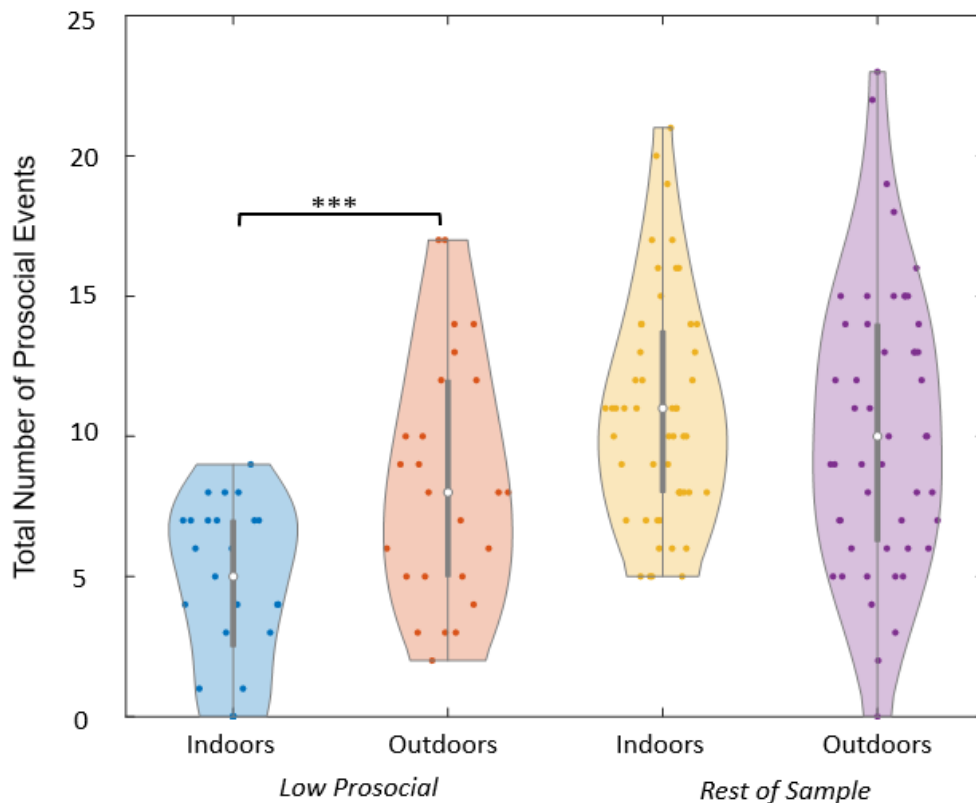 Total Number of Prosocial Events
25
20
15
10
5
0
***
Indoors Outdoors Indoors Outdoors
Low Prosocial Rest of Sample